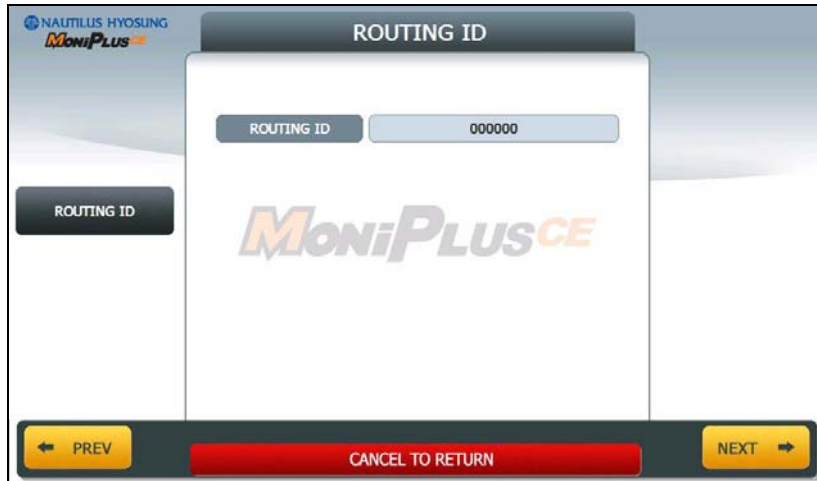 NAUTILUS HYOSUNG
MONiPLUSCE
ROUTING ID
ROUTING ID
000000
ROUTING ID
MONiPLUSCE
PREV
CANCEL TO RETURN
NEXT